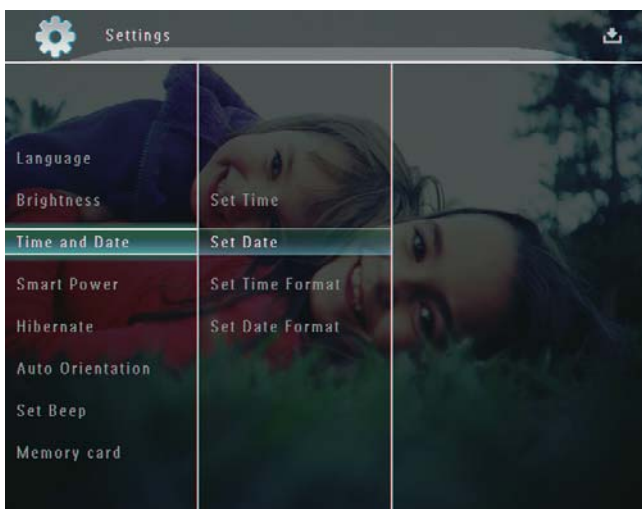 Settings
Language
Brightness
Time and Date
Smart Power
Hibernate
Auto Orientation
Set Beep
Memory card
Set Time
Set Date
Set Time Format
Set Date Format